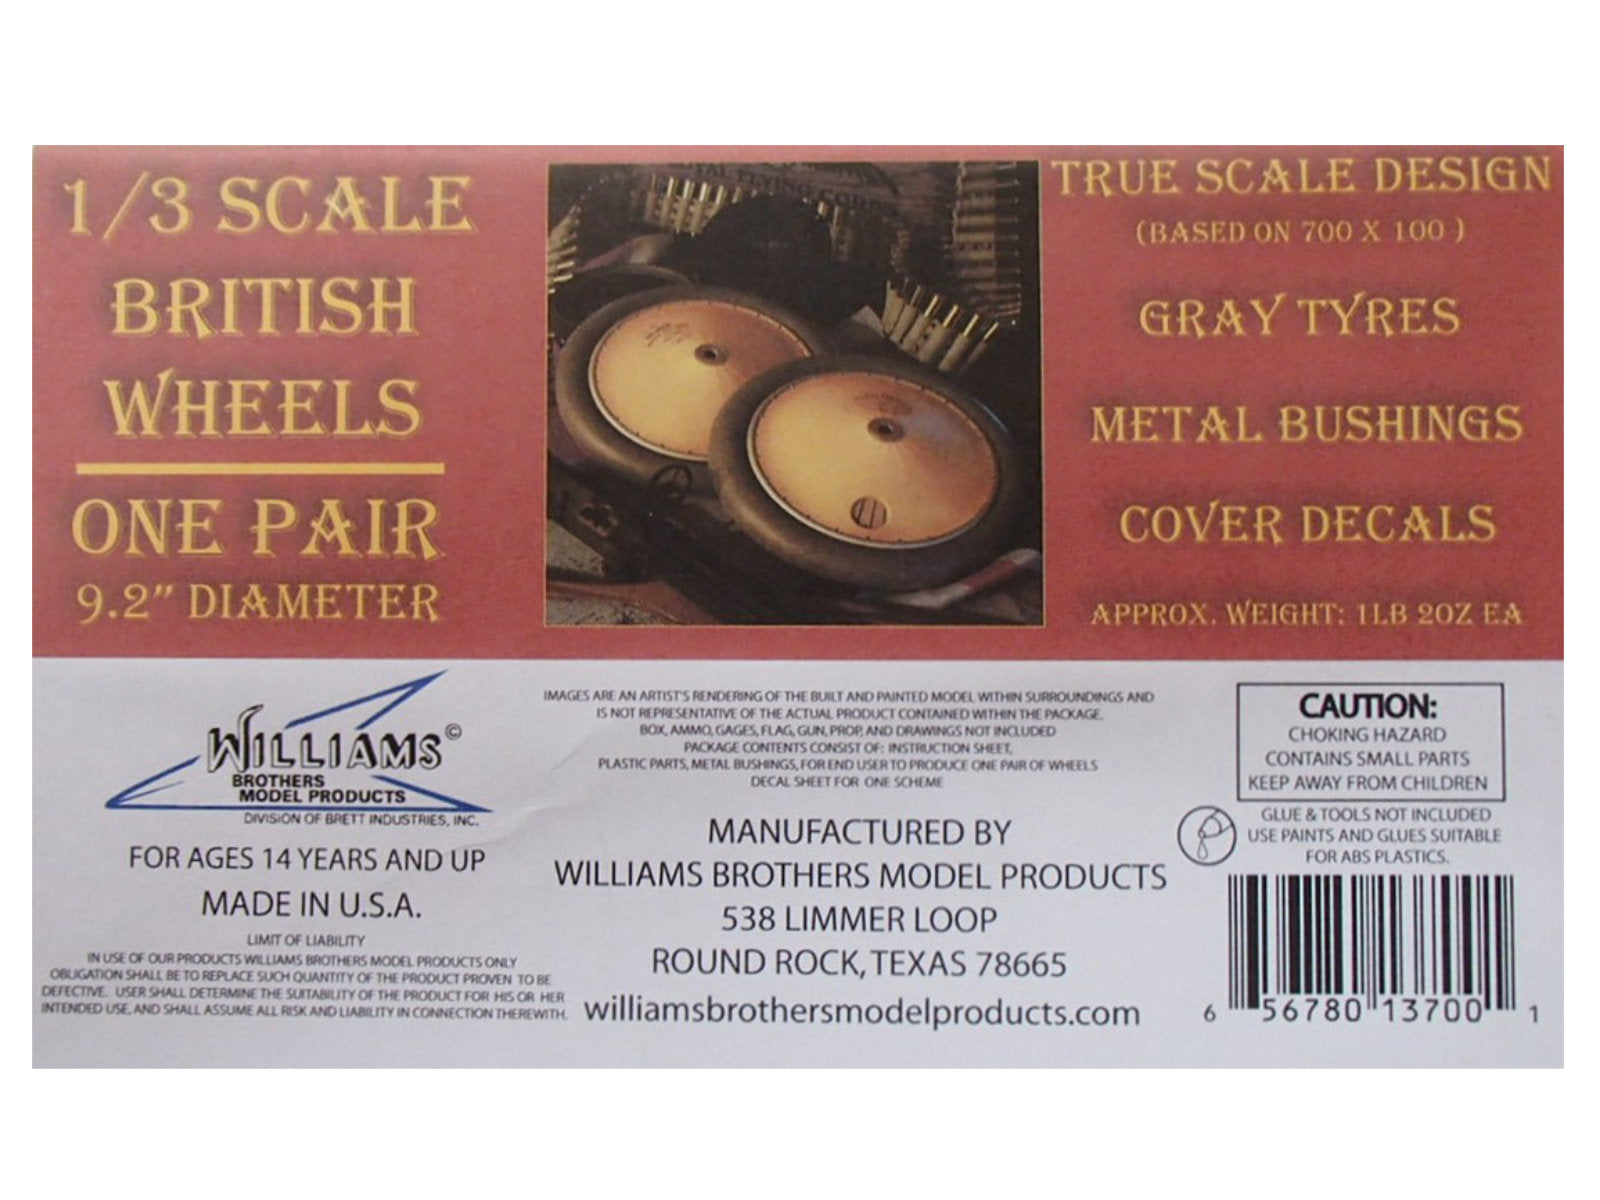 1/3 SCALE
BRITISH
WHEELS
ONE PAIR
9.2" DIAMETER
TRUE SCALE DESIGN
(BASED ON 700 X 100 )
GRAY TYRES
METAL BUSHINGS
COVER DECALS
APPROX. WEIGHT: 1LB 2OZ EA
WILLIAMS©
BROTHERS
MODEL PRODUCTS
DIVISION OF BRETT INDUSTRIES, INC.
FOR AGES 14 YEARS AND UP
MADE IN U.S.A.
LIMIT OF LIABILITY
IN USE OF OUR PRODUCTS WILLIAMS BROTHERS MODEL PRODUCTS ONLY
OBLIGATION SHALL BE TO REPLACE SUCH QUANTITY OF THE PRODUCT PROVEN TO BE
DEFECTIVE. USER SHALL DETERMINE THE SUITABILITY OF THE PRODUCT FOR HIS OR HER
INTENDED USE, AND SHALL ASSUME ALL RISK AND LIABILITY IN CONNECTION THEREWITH.
IMAGES ARE AN ARTIST'S RENDERING OF THE BUILT AND PAINTED MODEL WITHIN SURROUNDINGS AND
IS NOT REPRESENTATIVE OF THE ACTUAL PRODUCT CONTAINED WITHIN THE PACKAGE.
BOX, AMMO, GAGES, FLAG, GUN, PROP, AND DRAWINGS NOT INCLUDED
PACKAGE CONTENTS CONSIST OF: INSTRUCTION SHEET,
PLASTIC PARTS, METAL BUSHINGS, FOR END USER TO PRODUCE ONE PAIR OF WHEELS
DECAL SHEET FOR ONE SCHEME
MANUFACTURED BY
WILLIAMS BROTHERS MODEL PRODUCTS
538 LIMMER LOOP
ROUND ROCK, TEXAS 78665
williamsbrothersmodelproducts.com
CAUTION:
CHOKING HAZARD
CONTAINS SMALL PARTS
KEEP AWAY FROM CHILDREN
GLUE & TOOLS NOT INCLUDED
USE PAINTS AND GLUES SUITABLE
FOR ABS PLASTICS.
6 56780 13700 1